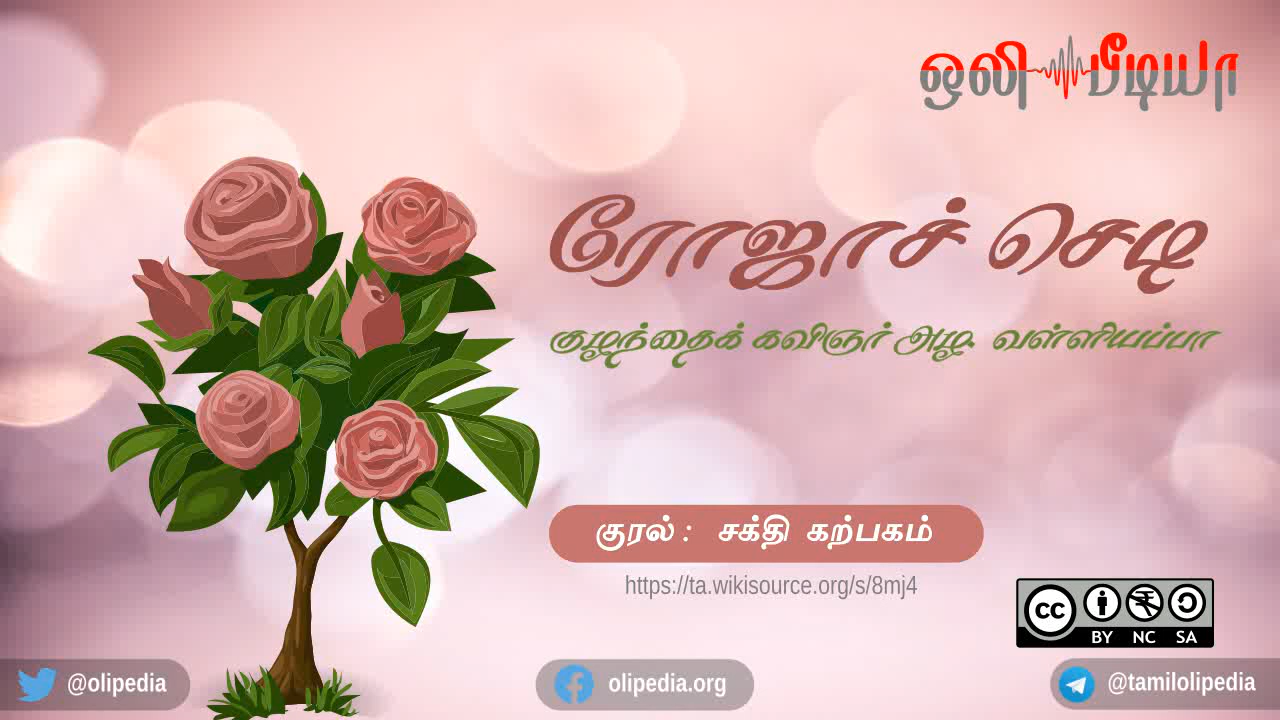 ஒலிபீடியா
ரோஜாச் செடி
குழந்தைக் கவிஞர் அழ. வள்ளியப்பா
குரல் : சக்தி கற்பகம்
https://ta.wikisource.org/s/8mj4
cc
BY NC SA
@olipedia
olipedia.org
@tamilolipedia